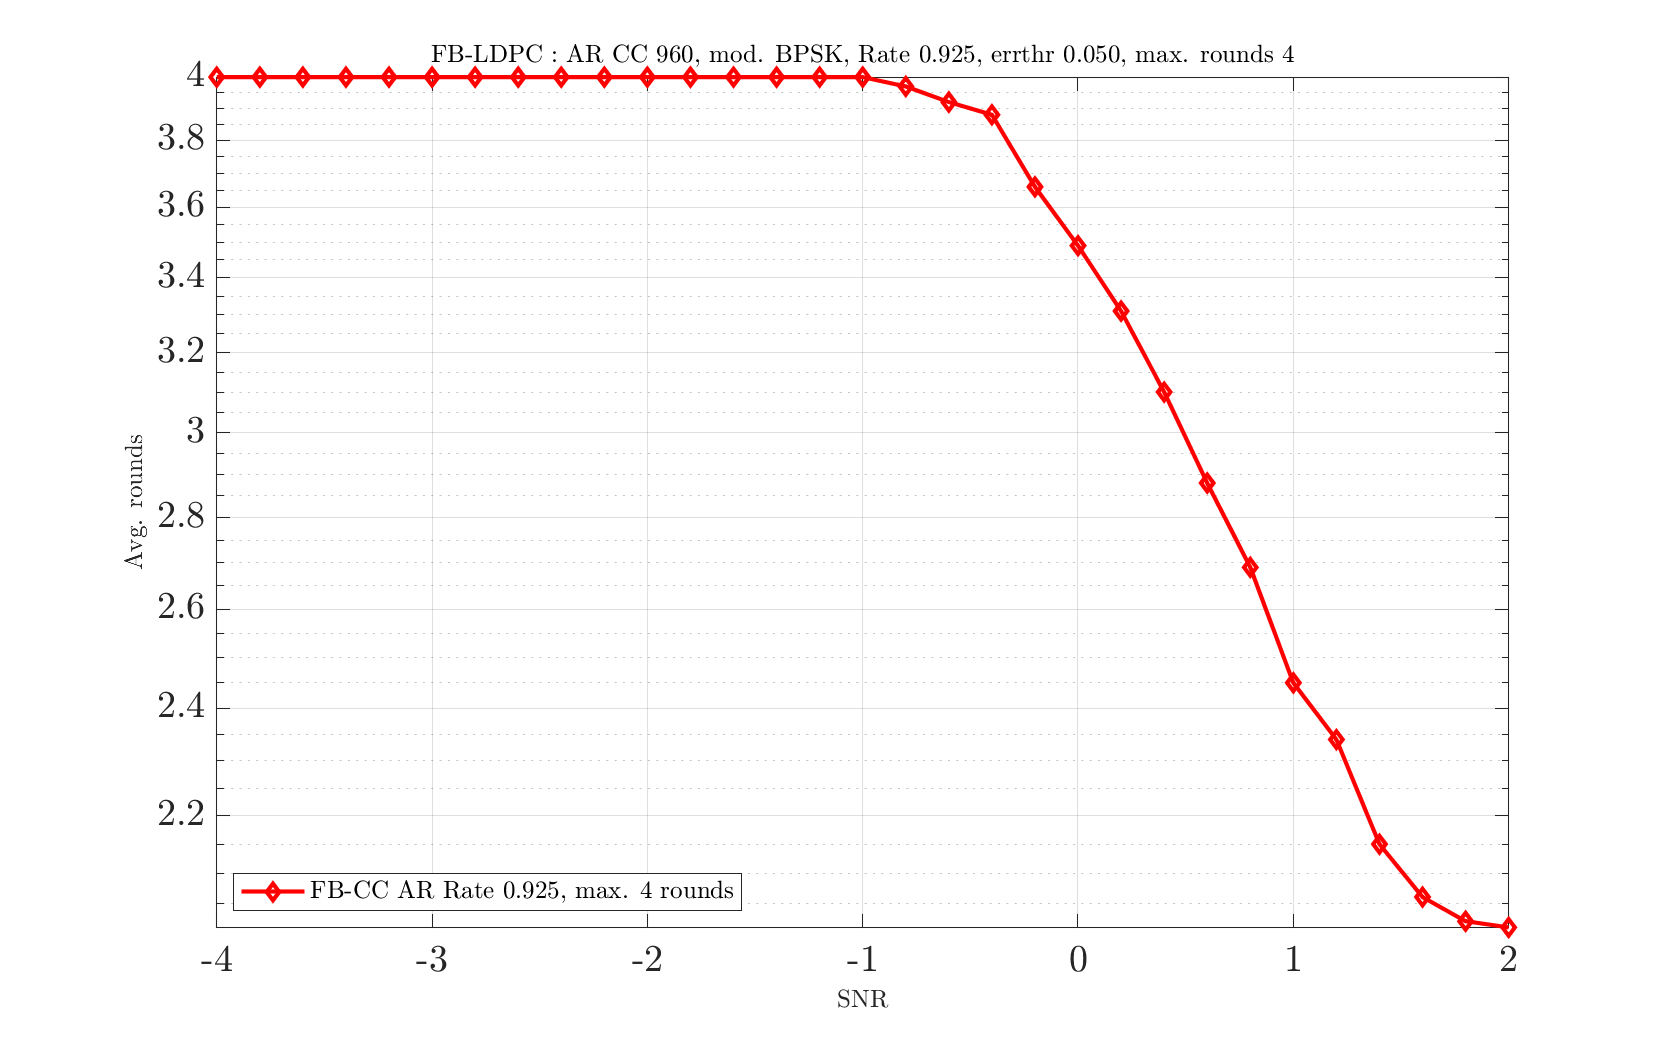 FB-LDPC : AR CC 960, mod. BPSK, Rate 0.925, errthr 0.050, max. rounds 4
4
3.8
3.6
3.4
3.2
3
2.8
2.6
2.4
2.2
Avg. rounds
FB-CC AR Rate 0.925, max. 4 rounds
-4 -3 -2 -1 0 1 2
SNR